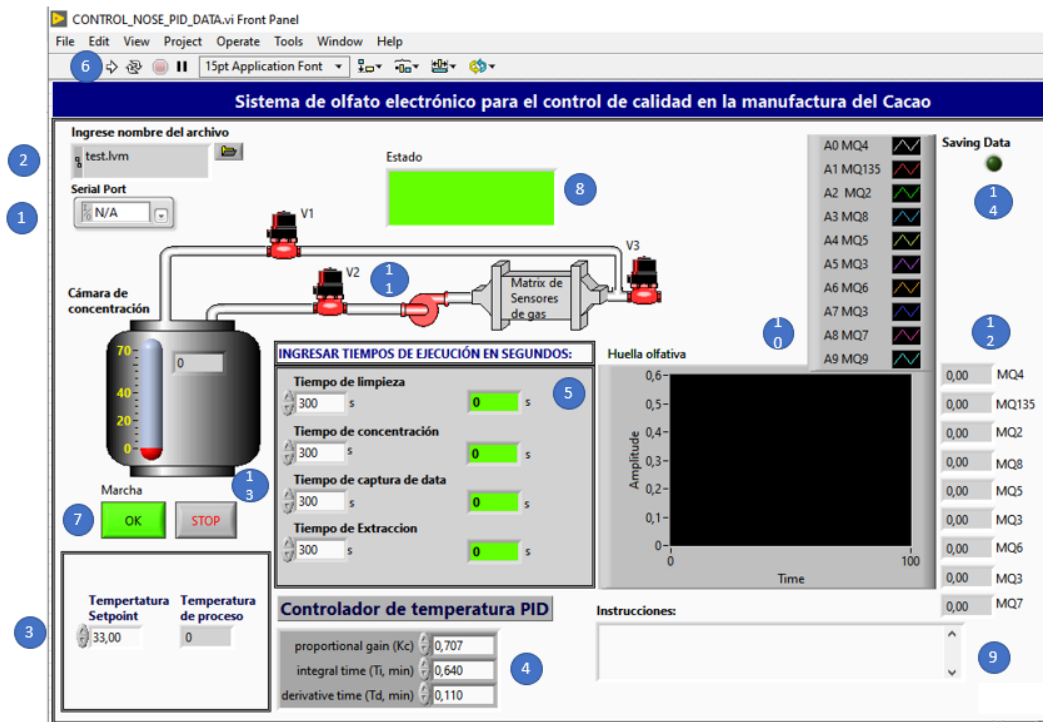 CONTROL_NOSE_PID_DATA.vi Front Panel
File Edit View Project Operate Tools Window Help
6 15pt Application Font
Sistema de olfato electrónico para el control de calidad en la manufactura del Cacao
Ingrese nombre del archivo
2 test.lvm
Serial Port
1 N/A
Estado
8
A0 MQ4
A1 MQ135
A2 MQ2
A3 MQ8
A4 MQ5
A5 MQ3
A6 MQ6
A7 MQ3
A8 MQ7
A9 MQ9
Saving Data
14
V1
V2
11
V3
Matrix de
Sensores
de gas
Cámara de
concentración
70
40
20
0
0
13
Marcha
7 OK STOP
INGRESAR TIEMPOS DE EJECUCIÓN EN SEGUNDOS:
Tiempo de limpieza
300 s 0 s 5
Tiempo de concentración
300 s 0 s
Tiempo de captura de data
300 s 0 s
Tiempo de Extraccion
300 s 0 s
10
Huella olfativa
0,6
0,5
0,4
0,3
0,2
0,1
0
Amplitude
0 100
Time
12
0,00 MQ4
0,00 MQ135
0,00 MQ2
0,00 MQ8
0,00 MQ5
0,00 MQ3
0,00 MQ6
0,00 MQ3
0,00 MQ7
3
Tempertatura
Setpoint
33,00
Temperatura
de proceso
0
Controlador de temperatura PID
proportional gain (Kc) 0,707
integral time (Ti, min) 0,640
derivative time (Td, min) 0,110
4
Instrucciones:
9